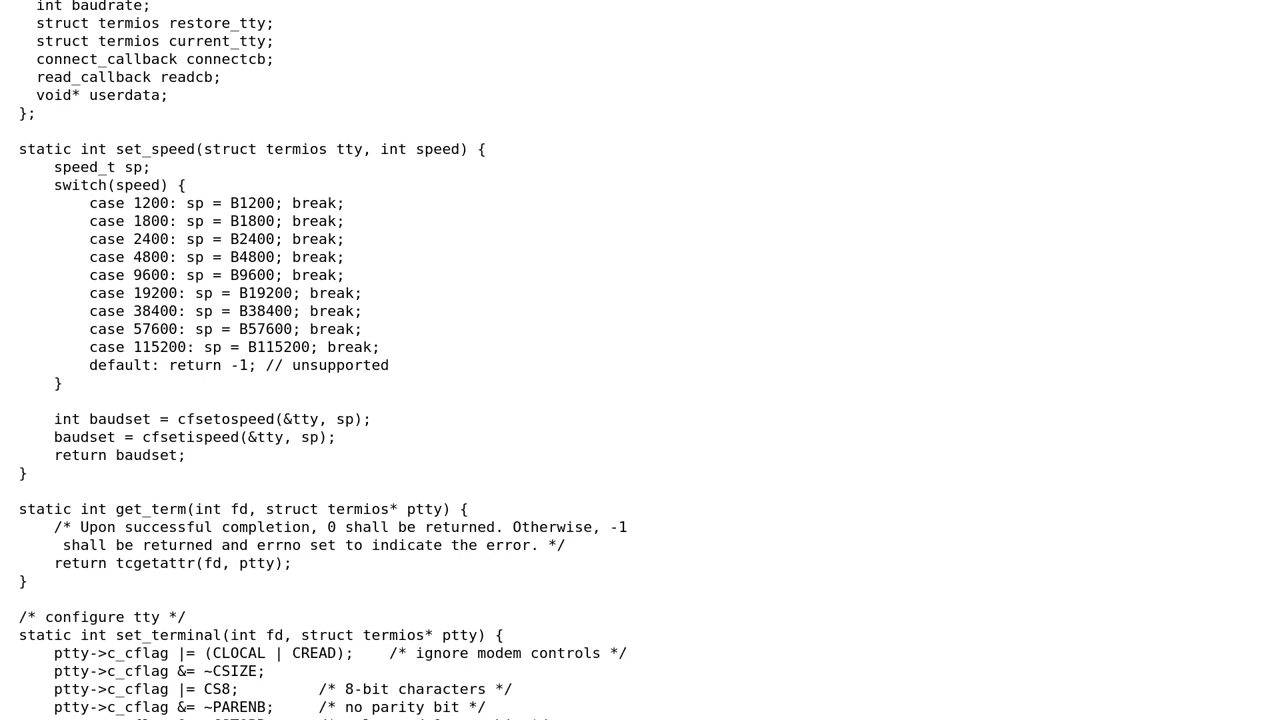 int baudrate;
struct termios restore_tty;
struct termios current_tty;
connect_callback connectcb;
read_callback readcb;
void* userdata;
};
static int set_speed(struct termios tty, int speed) {
speed_t sp;
switch(speed) {
case 1200: sp = B1200; break;
case 1800: sp = B1800; break;
case 2400: sp = B2400; break;
case 4800: sp = B4800; break;
case 9600: sp = B9600; break;
case 19200: sp = B19200; break;
case 38400: sp = B38400; break;
case 57600: sp = B57600; break;
case 115200: sp = B115200; break;
default: return -1; // unsupported
}
int baudset = cfsetospeed(&tty, sp);
baudset = cfsetispeed(&tty, sp);
return baudset;
}
static int get_term(int fd, struct termios* ptty) {
/* Upon successful completion, 0 shall be returned. Otherwise, -1
shall be returned and errno set to indicate the error. */
return tcgetattr(fd, ptty);
}
/* configure tty */
static int set_terminal(int fd, struct termios* ptty) {
ptty->c_cflag |= (CLOCAL | CREAD);    /* ignore modem controls */
ptty->c_cflag &= ~CSIZE;
ptty->c_cflag |= CS8;         /* 8-bit characters */
ptty->c_cflag &= ~PARENB;     /* no parity bit */